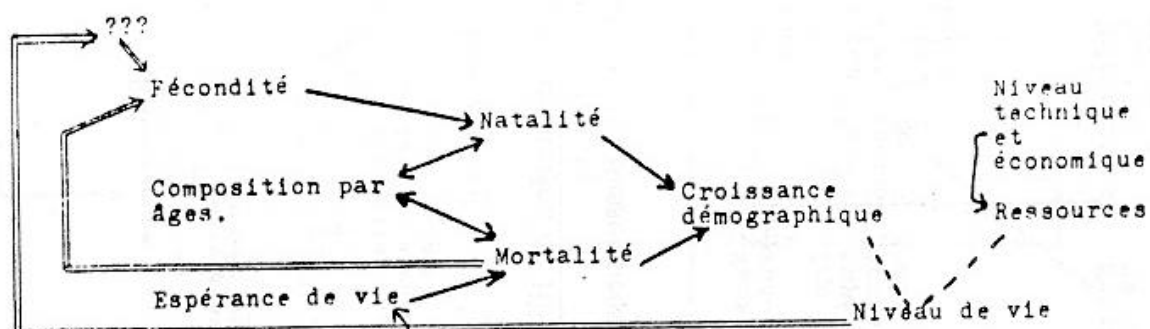 ???
Fécondité
Niveau
technique
et
économique
Natalité
Composition par
Âges.
Croissance
démographique
Ressources
Mortalité
Espérance de vie
Niveau de vie